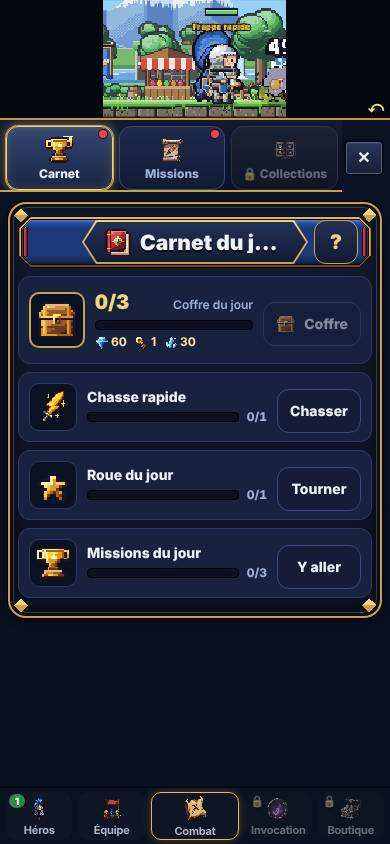 Frappe rapide
Carnet
Missions
Collections
Carnet du j...
?
0/3
Coffre du jour
Coffre
60 1 30
Chasse rapide
0/1
Chasser
Roue du jour
0/1
Tourner
Missions du jour
0/3
Y aller
1
Héros
Équipe
Combat
Invocation
Boutique